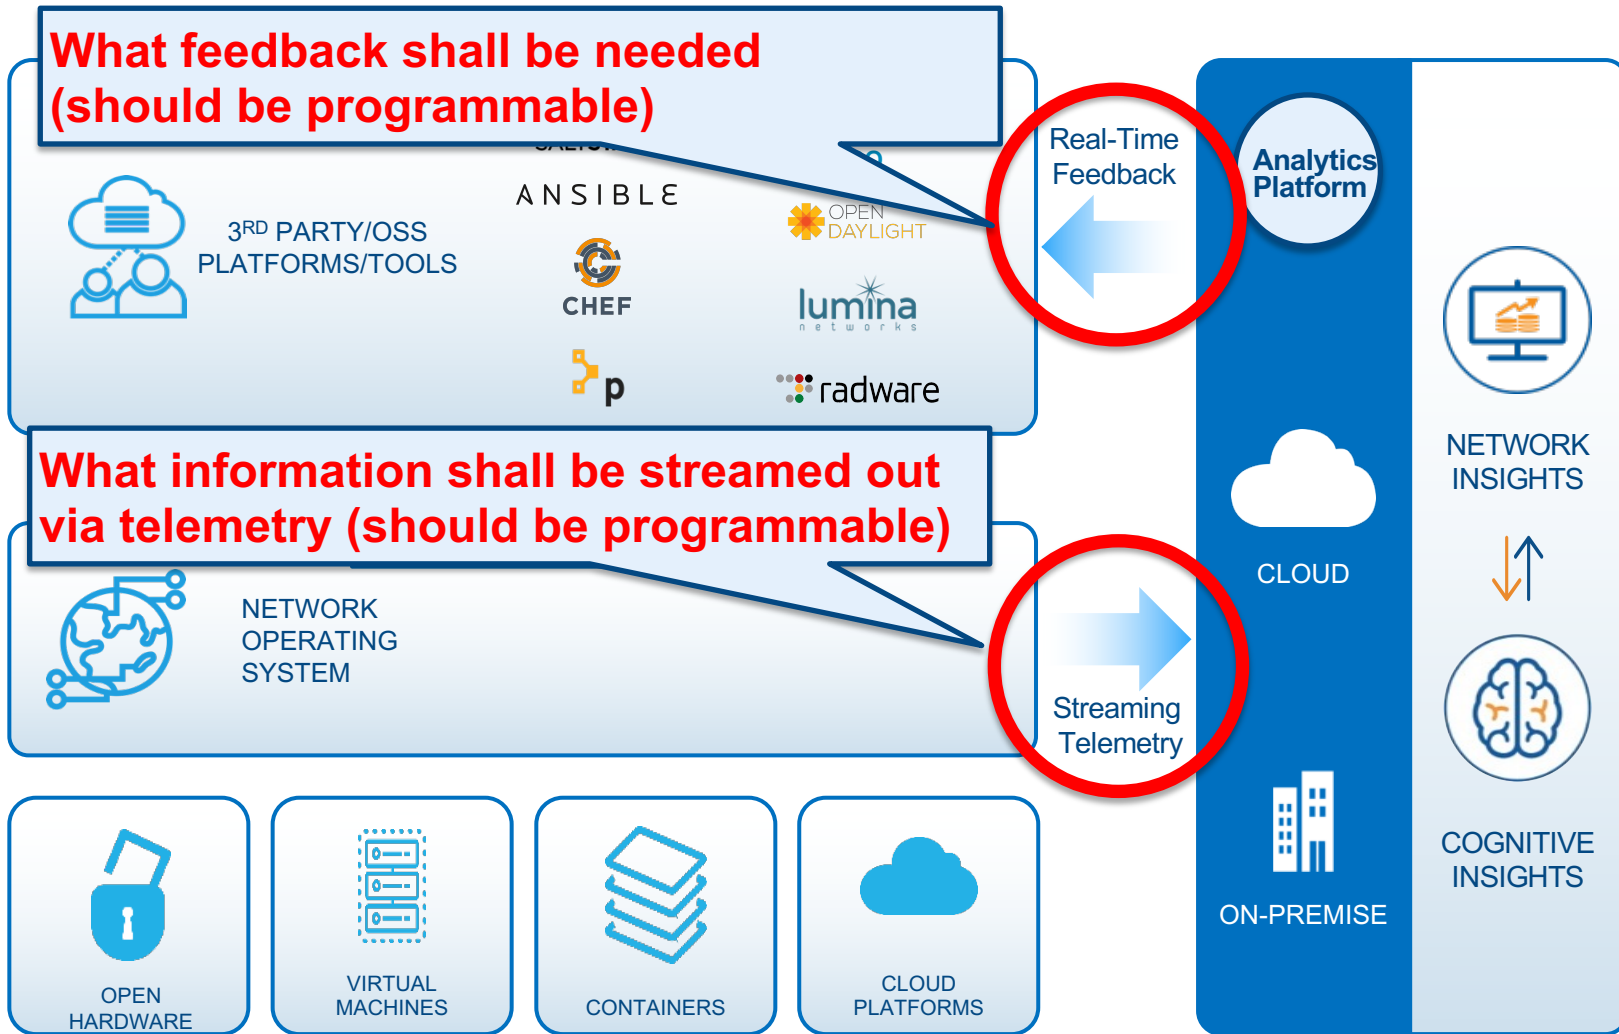 What feedback shall be needed
(should be programmable)
ANSIBLE
OPEN
DAYLIGHT
3RD PARTY/OSS
PLATFORMS/TOOLS
CHEF
lumina
networks
p
radware
Real-Time
Feedback
Analytics
Platform
What information shall be streamed out
via telemetry (should be programmable)
NETWORK
OPERATING
SYSTEM
Streaming
Telemetry
CLOUD
ON-PREMISE
NETWORK
INSIGHTS
COGNITIVE
INSIGHTS
OPEN
HARDWARE
VIRTUAL
MACHINES
CONTAINERS
CLOUD
PLATFORMS